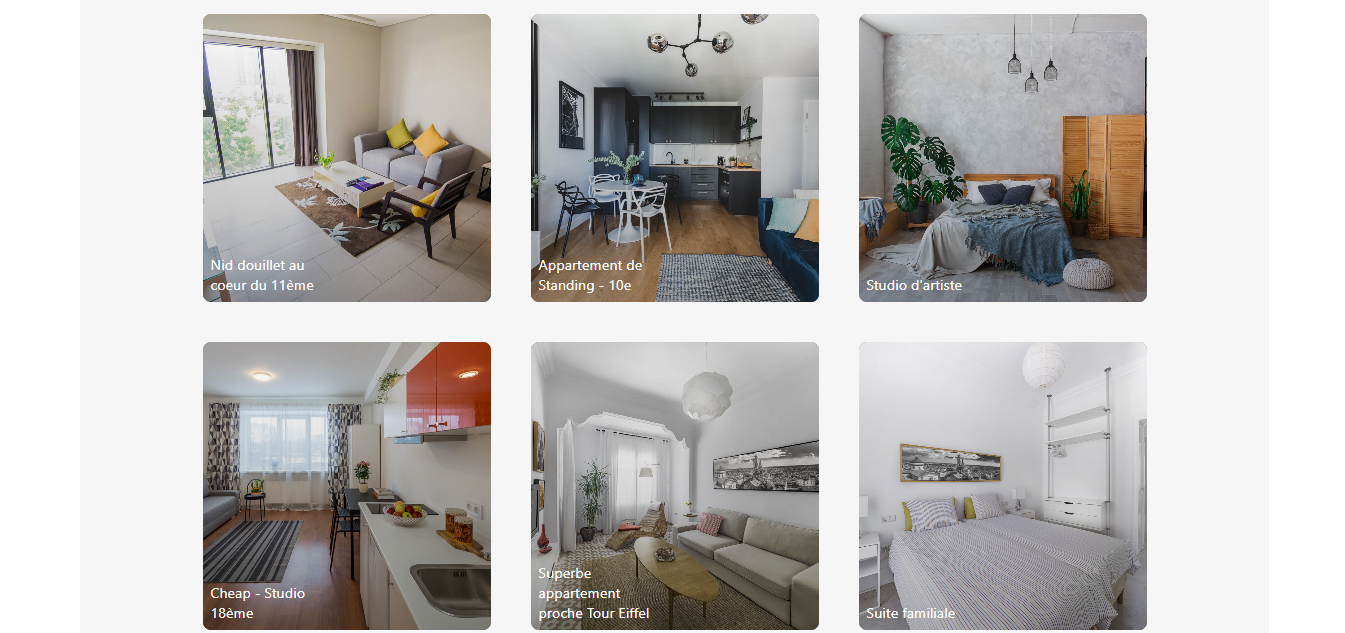 Nid douillet au
coeur du 11ème
Appartement de
Standing - 10e
Studio d'artiste
Cheap - Studio
18ème
Superbe
appartement
proche Tour Eiffel
Suite familiale